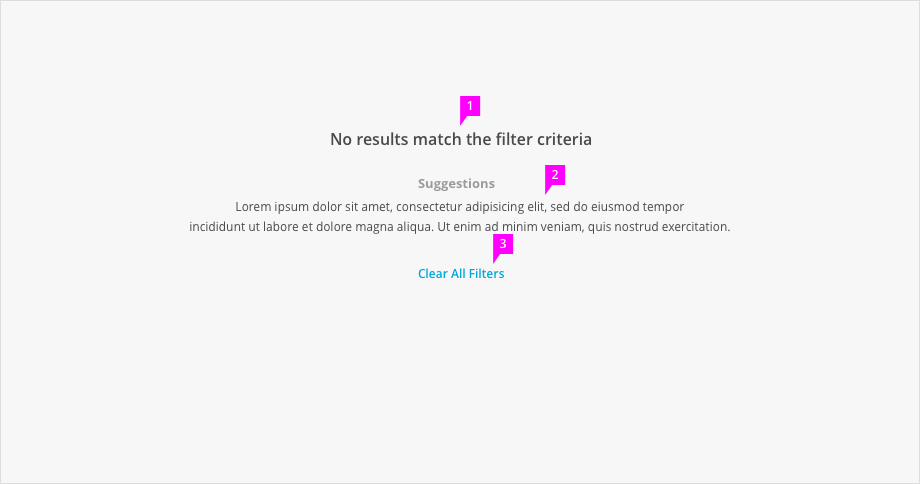 1
No results match the filter criteria
Suggestions
2
Lorem ipsum dolor sit amet, consectetur adipisicing elit, sed do eiusmod tempor
incididunt ut labore et dolore magna aliqua. Ut enim ad minim veniam, quis nostrud exercitation.
3
Clear All Filters